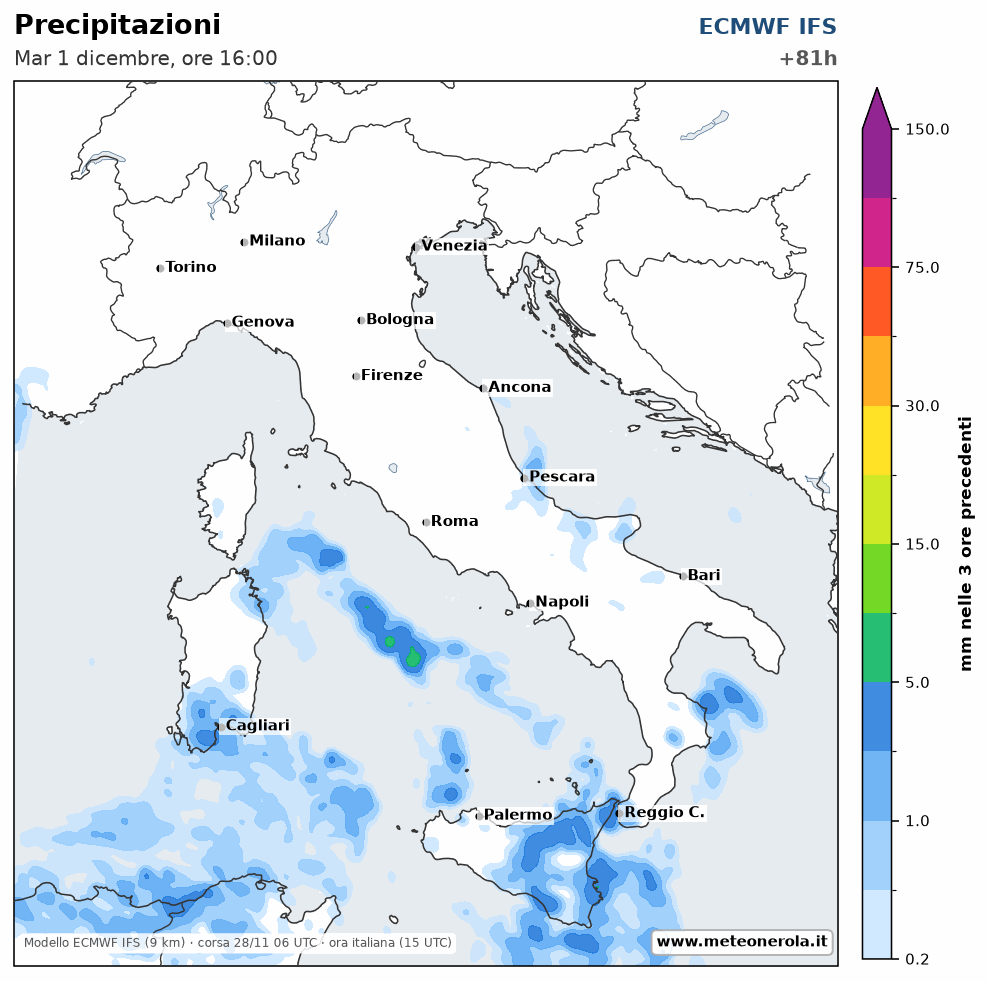 Precipitazioni
ECMWF IFS
Mar 1 dicembre, ore 16:00
+81h
150.0
75.0
30.0
15.0
5.0
1.0
0.2
mm nelle 3 ore precedenti
Milano
Venezia
Torino
Genova
Bologna
Firenze
Ancona
Pescara
Roma
Bari
Napoli
Cagliari
Palermo
Reggio C.
Modello ECMWF IFS (9 km) · corsa 28/11 06 UTC · ora italiana (15 UTC)
www.meteonerola.it